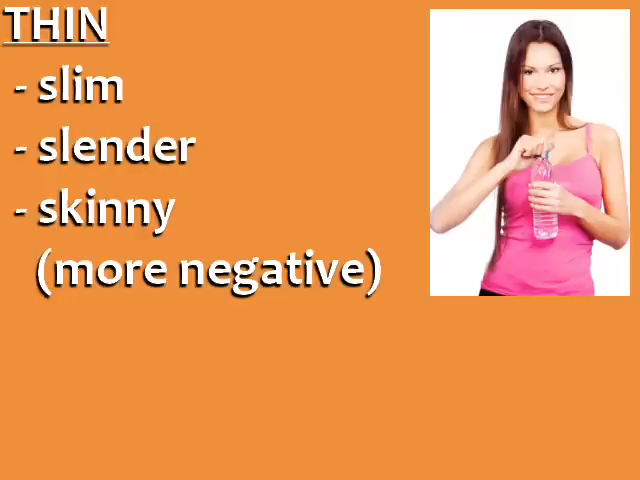 THIN
- slim
- slender
- skinny
(more negative)